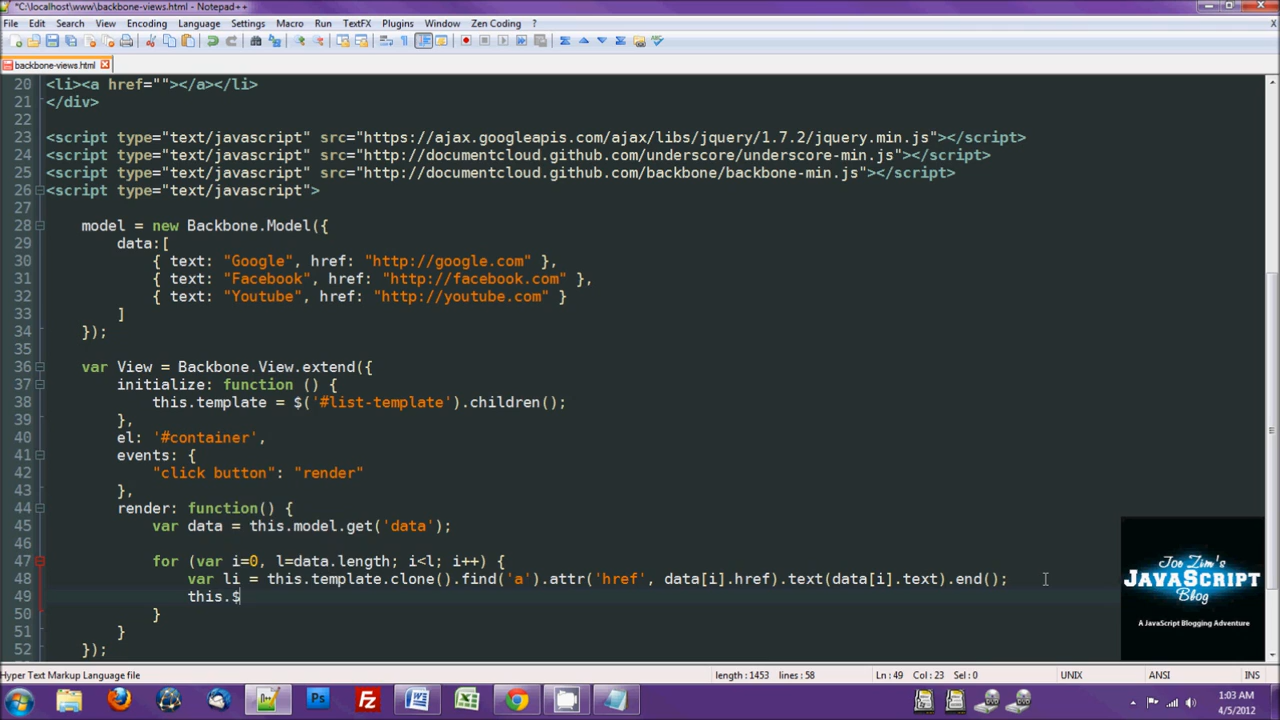 *C:\localhost\www\backbone-views.html - Notepad++
File Edit Search View Encoding Language Settings Macro Run TextFX Plugins Window Zen Coding ? X
backbone-views.html
20 <li><a href=""></a></li>
21 </div>
22
23 <script type="text/javascript" src="https://ajax.googleapis.com/ajax/libs/jquery/1.7.2/jquery.min.js"></script>
24 <script type="text/javascript" src="http://documentcloud.github.com/underscore/underscore-min.js"></script>
25 <script type="text/javascript" src="http://documentcloud.github.com/backbone/backbone-min.js"></script>
26 <script type="text/javascript">
27
28 model = new Backbone.Model({
29 data:[
30 { text: "Google", href: "http://google.com" },
31 { text: "Facebook", href: "http://facebook.com" },
32 { text: "Youtube", href: "http://youtube.com" }
33 ]
34 });
35
36 var View = Backbone.View.extend({
37 initialize: function () {
38 this.template = $('#list-template').children();
39 },
40 el: '#container',
41 events: {
42 "click button": "render"
43 },
44 render: function() {
45 var data = this.model.get('data');
46
47 for (var i=0, l=data.length; i<l; i++) {
48 var li = this.template.clone().find('a').attr('href', data[i].href).text(data[i].text).end();
49 this.$
50 }
51 }
52 });
Joe Zim's
JAVASCRIPT
Blog
A JavaScript Blogging Adventure
Hyper Text Markup Language file length : 1453 lines : 58 Ln : 49 Col : 23 Sel : 0 UNIX ANSI INS
1:03 AM
4/5/2012